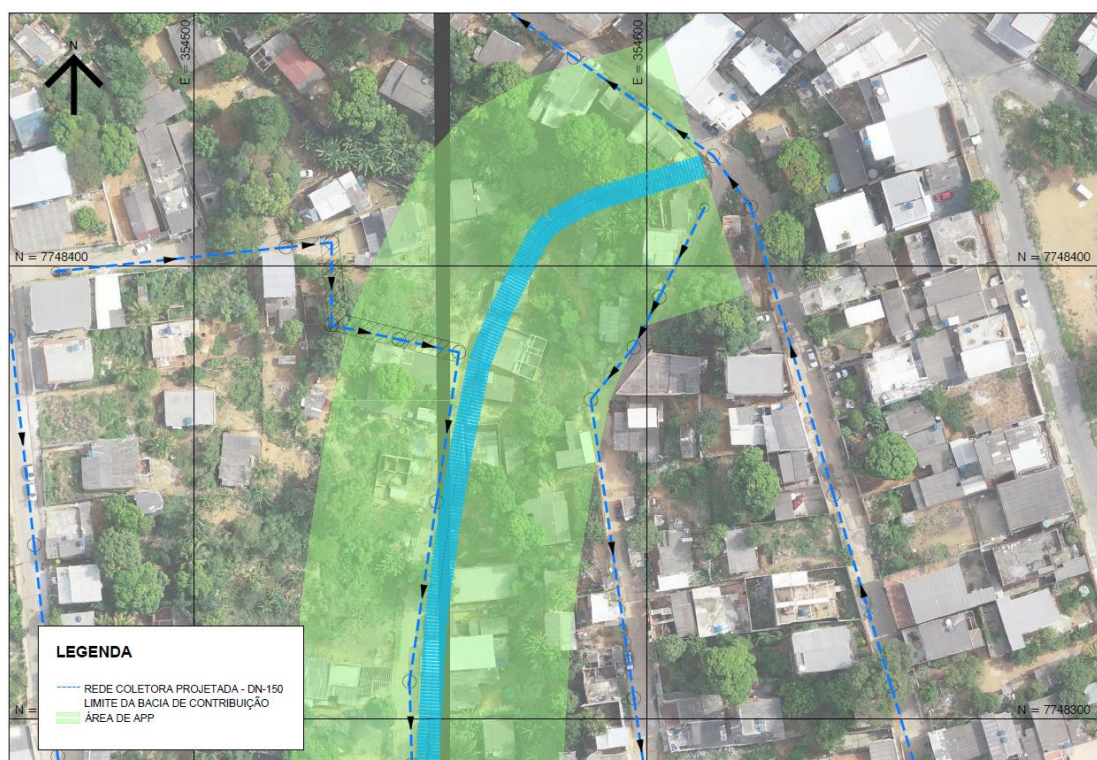 N
E = 354500
E = 354600
N = 7748400
N = 7748400
N = 7748300
N =
LEGENDA
REDE COLETORA PROJETADA - DN-150
LIMITE DA BACIA DE CONTRIBUIÇÃO
ÁREA DE APP